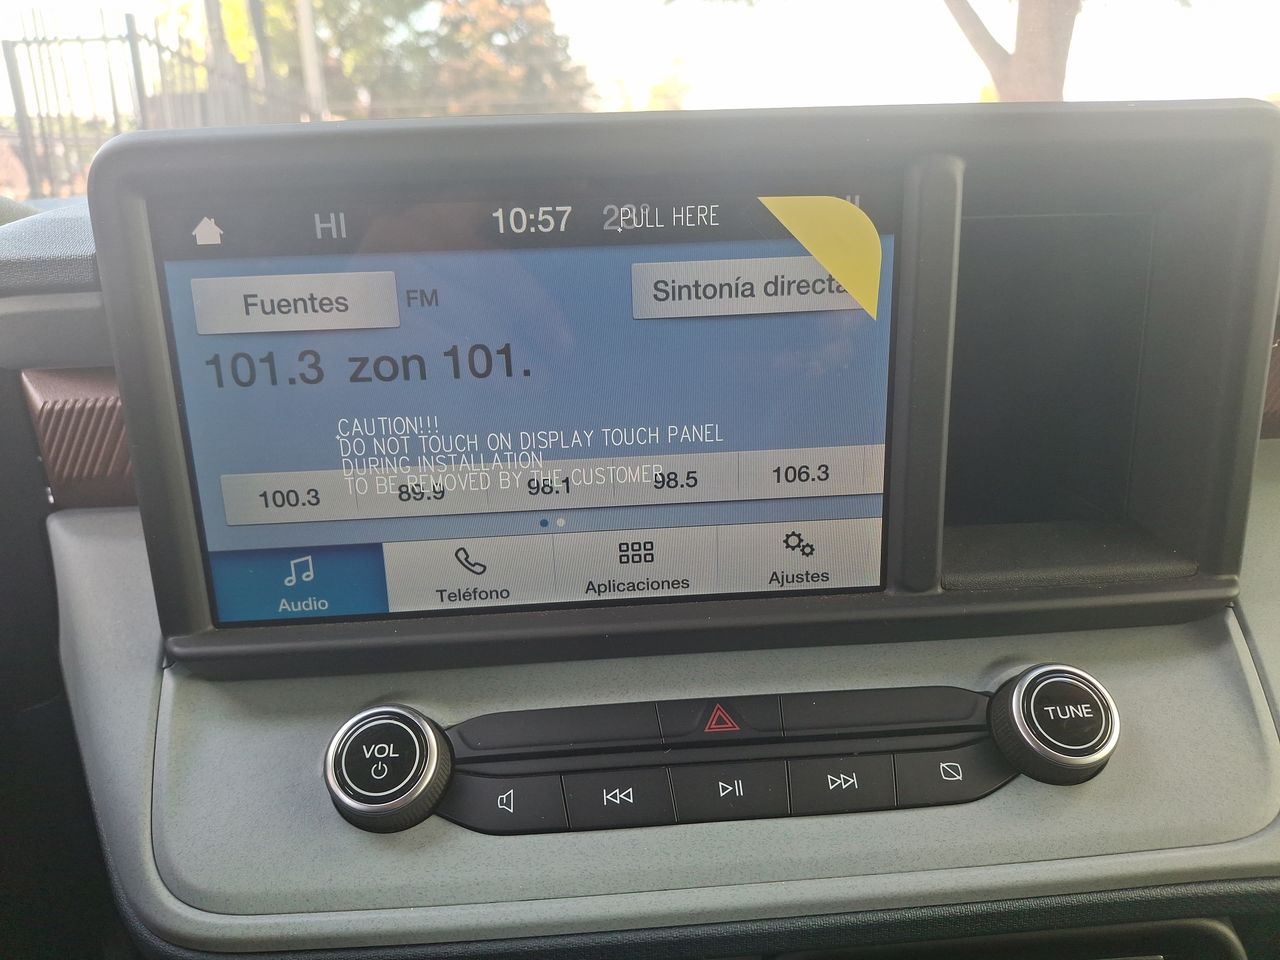 HI 10:57 23°
PULL HERE
Fuentes FM Sintonía directa
101.3 zon 101.
CAUTION!!!
DO NOT TOUCH ON DISPLAY TOUCH PANEL
DURING INSTALLATION
TO BE REMOVED BY THE CUSTOMER
100.3 89.9 98.1 98.5 106.3
Audio Teléfono Aplicaciones Ajustes
VOL TUNE